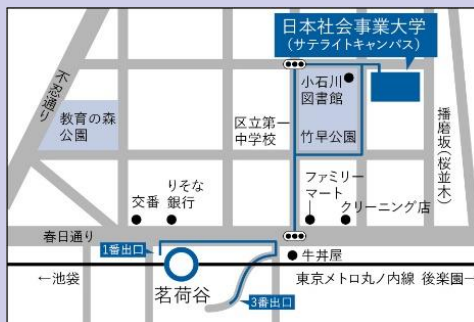 日本社会事業大学
(サテライトキャンパス)
不忍通り
小石川
図書館
教育の森
公園
区立第一
中学校
竹早公園
播磨坂(桜並木)
交番
りそな
銀行
ファミリー
マート
クリーニング店
春日通り
1番出口
牛丼屋
←池袋
茗荷谷
3番出口
東京メトロ丸ノ内線 後楽園→